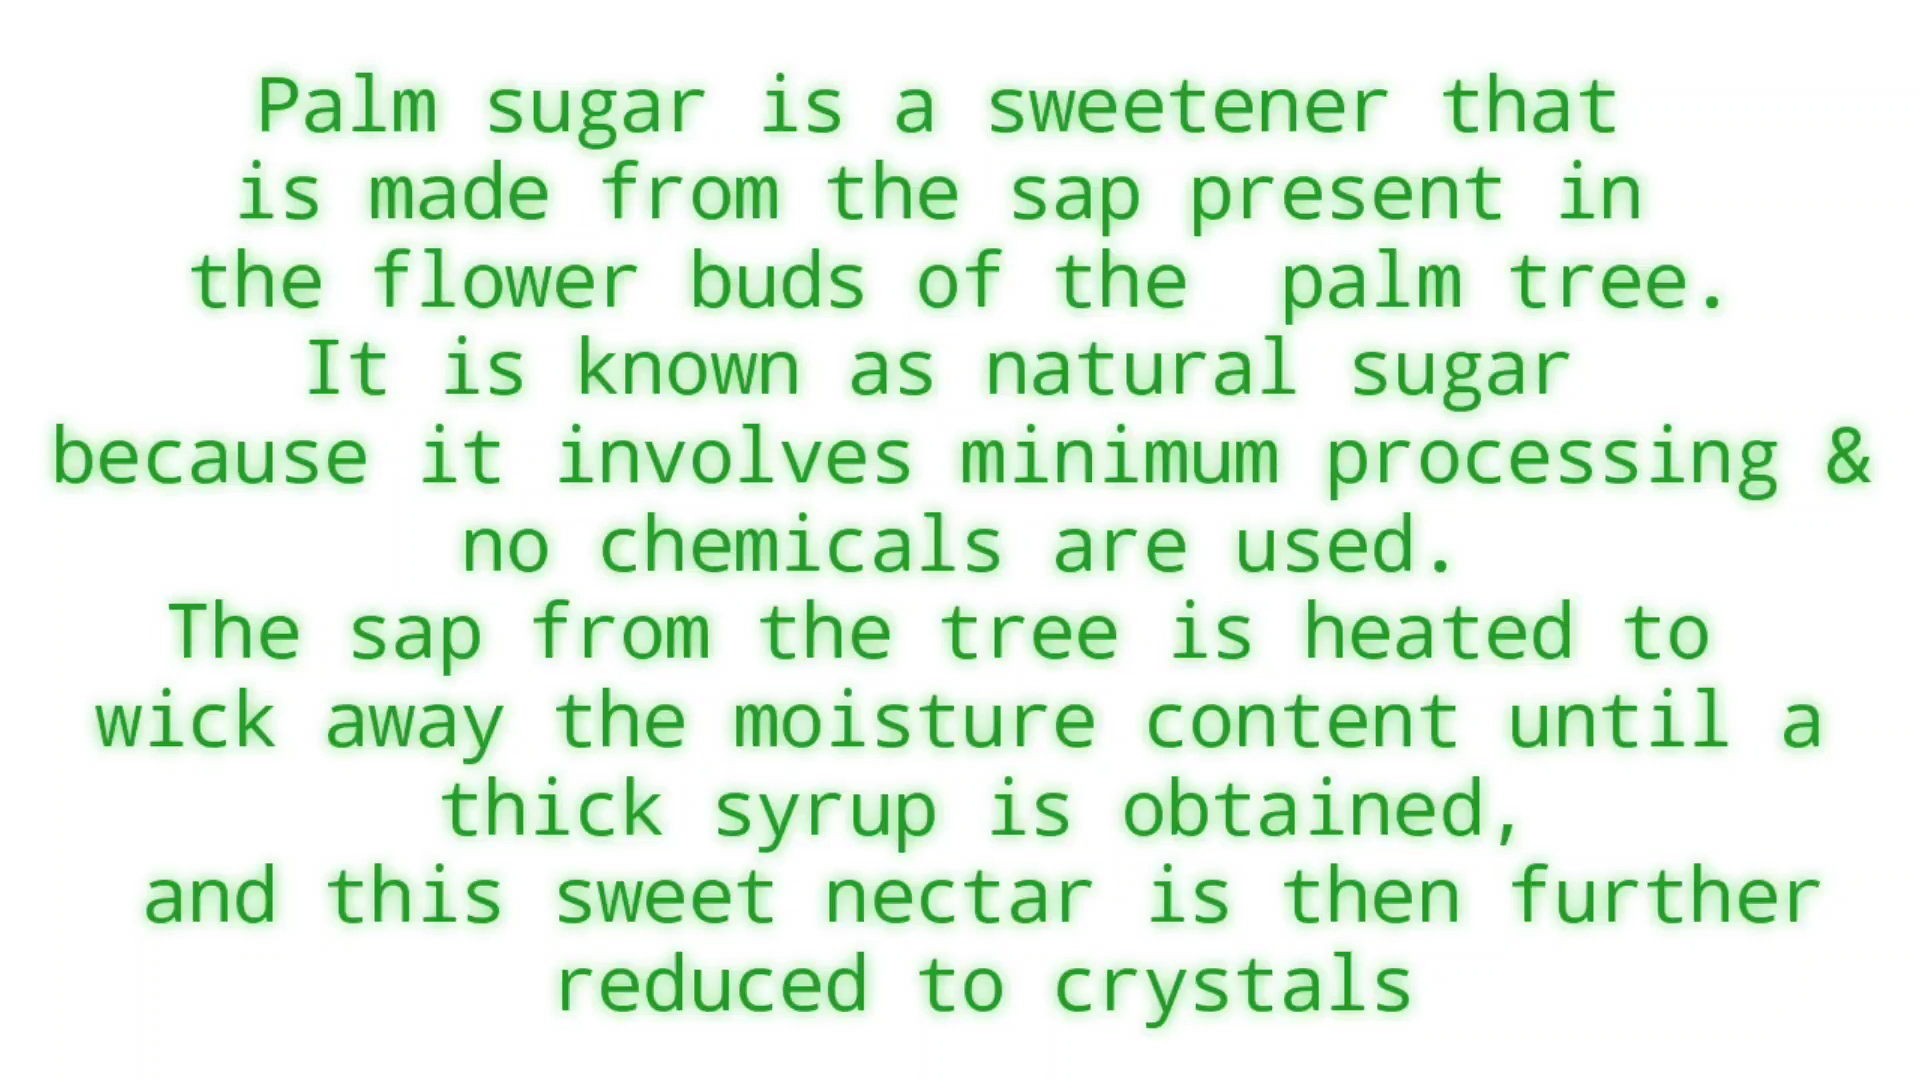 Palm sugar is a sweetener that
is made from the sap present in
the flower buds of the  palm tree.
It is known as natural sugar
because it involves minimum processing &
no chemicals are used.
The sap from the tree is heated to
wick away the moisture content until a
thick syrup is obtained,
and this sweet nectar is then further
reduced to crystals